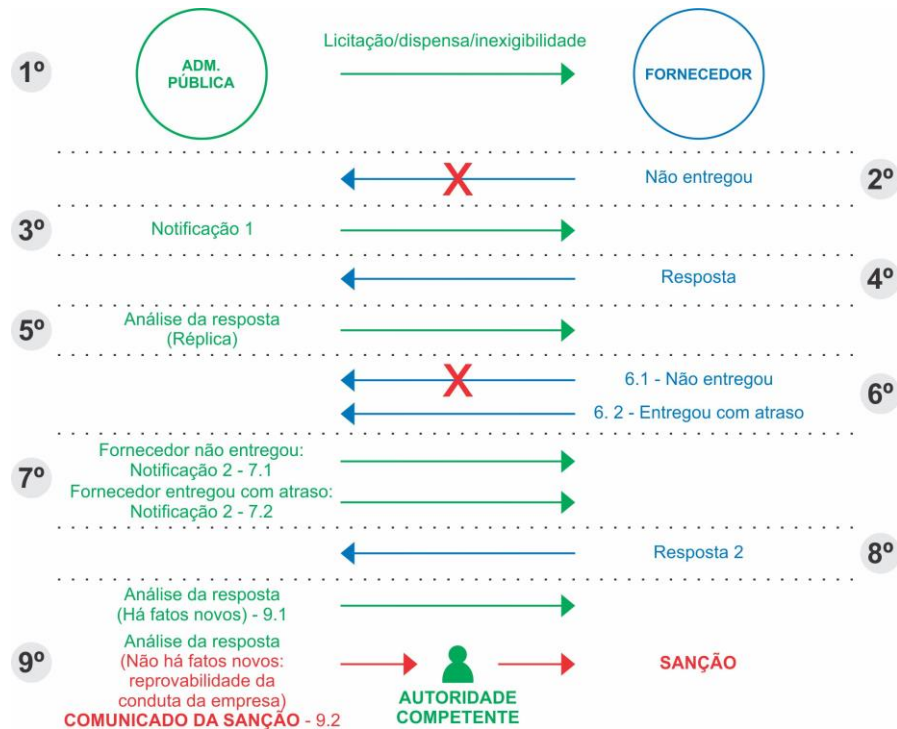 1º
ADM.
PÚBLICA
Licitação/dispensa/inexigibilidade
FORNECEDOR
Não entregou
2º
3º
Notificação 1
Resposta
4º
5º
Análise da resposta
(Réplica)
6.1 - Não entregou
6. 2 - Entregou com atraso
6º
7º
Fornecedor não entregou:
Notificação 2 - 7.1
Fornecedor entregou com atraso:
Notificação 2 - 7.2
Resposta 2
8º
9º
Análise da resposta
(Há fatos novos) - 9.1
Análise da resposta
(Não há fatos novos:
reprovabilidade da
conduta da empresa)
COMUNICADO DA SANÇÃO - 9.2
AUTORIDADE
COMPETENTE
SANÇÃO